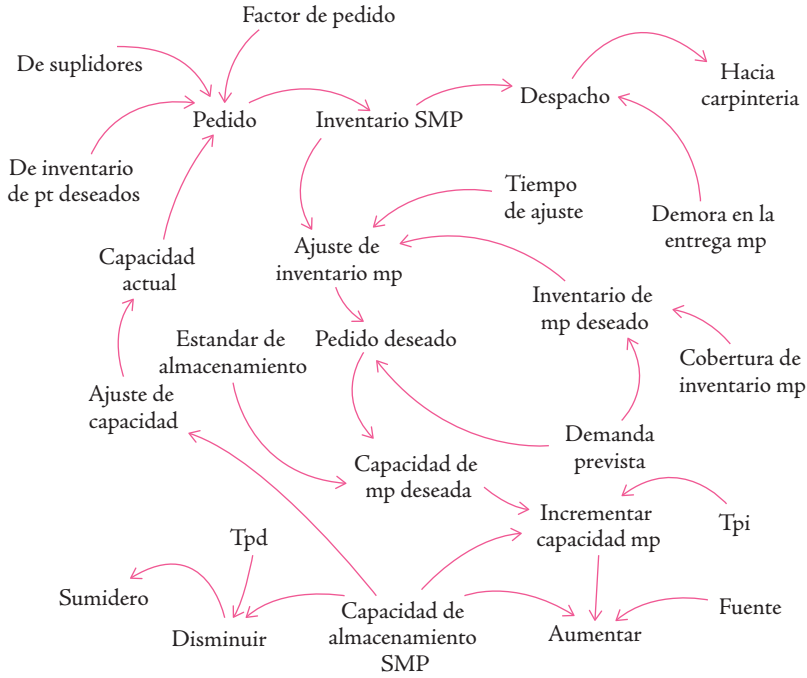 Factor de pedido
De suplidores
Hacia
carpinteria
Despacho
Pedido
Inventario SMP
De inventario
de pt deseados
Tiempo
de ajuste
Demora en la
entrega mp
Capacidad
actual
Ajuste de
inventario mp
Inventario de
mp deseado
Estandar de
almacenamiento
Pedido deseado
Cobertura de
inventario mp
Ajuste de
capacidad
Demanda
prevista
Capacidad de
mp deseada
Incrementar
capacidad mp
Tpi
Tpd
Sumidero
Disminuir
Capacidad de
almacenamiento
SMP
Aumentar
Fuente